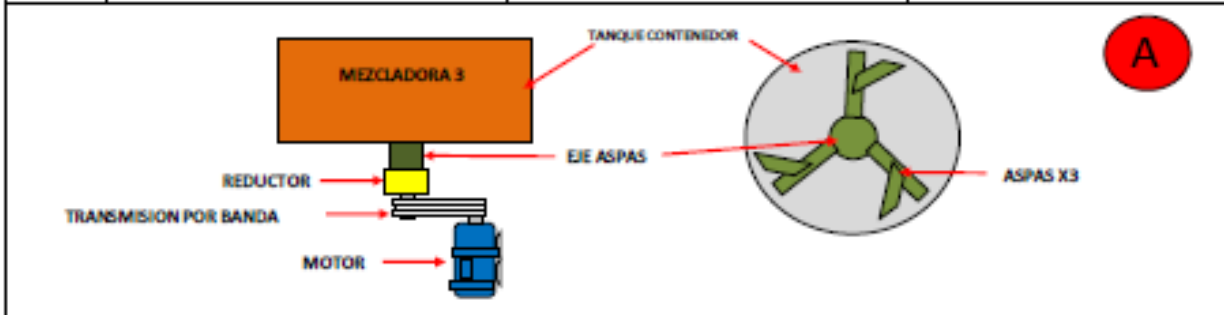 TANQUE CONTENEDOR
A
MEZCLADORA 3
EJE ASPAS
REDUCTOR
ASPAS X3
TRANSMISION POR BANDA
MOTOR